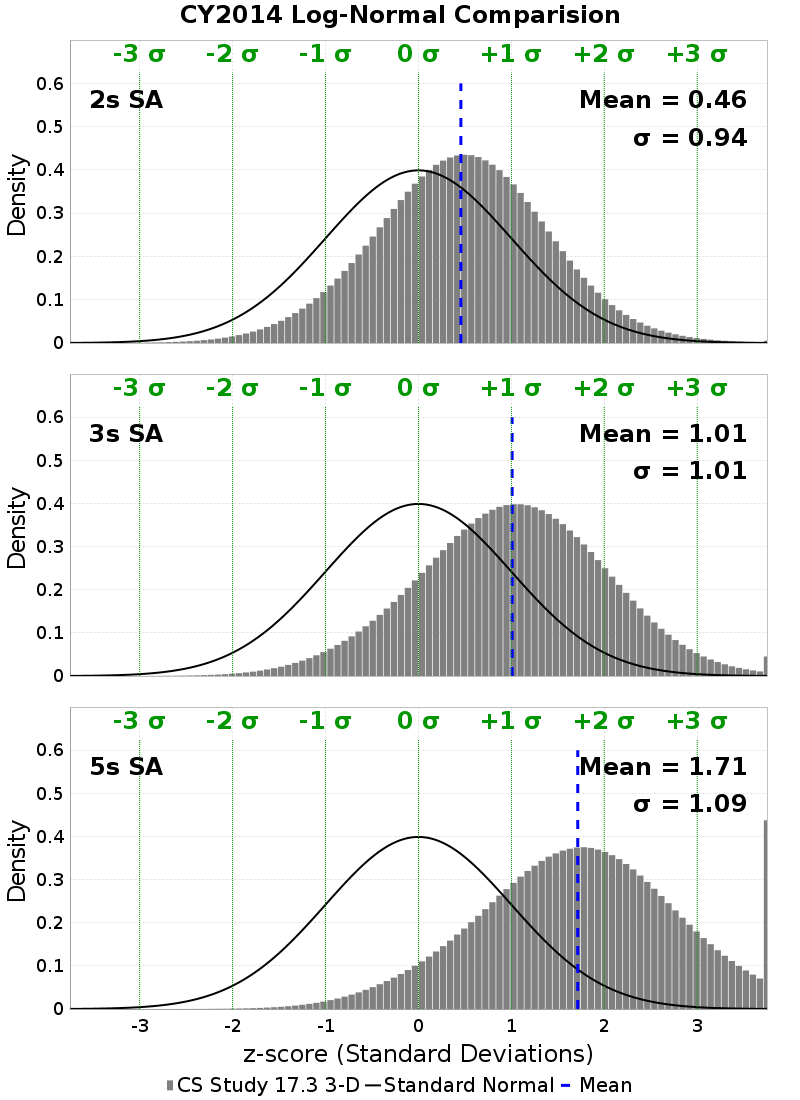 CY2014 Log-Normal Comparision
-3 σ -2 σ -1 σ 0 σ +1 σ +2 σ +3 σ
0.6
2s SA
Mean = 0.46
0.5
σ = 0.94
0.4
0.3
0.2
0.1
0
Density
-3 σ -2 σ -1 σ 0 σ +1 σ +2 σ +3 σ
0.6
3s SA
Mean = 1.01
0.5
σ = 1.01
0.4
0.3
0.2
0.1
0
Density
-3 σ -2 σ -1 σ 0 σ +1 σ +2 σ +3 σ
0.6
5s SA
Mean = 1.71
0.5
σ = 1.09
0.4
0.3
0.2
0.1
0
Density
-3 -2 -1 0 1 2 3
z-score (Standard Deviations)
CS Study 17.3 3-D Standard Normal Mean